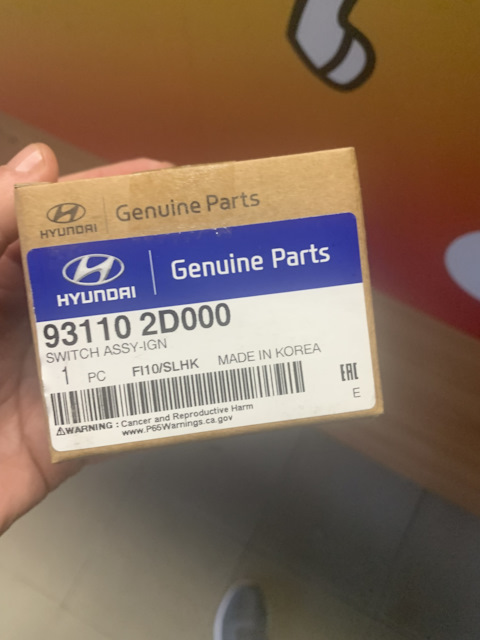 HYUNDAI Genuine Parts
HYUNDAI Genuine Parts
93110 2D000
SWITCH ASSY-IGN
1 PC FI10/SLHK MADE IN KOREA
EAC
E
WARNING : Cancer and Reproductive Harm
www.P65Warnings.ca.gov